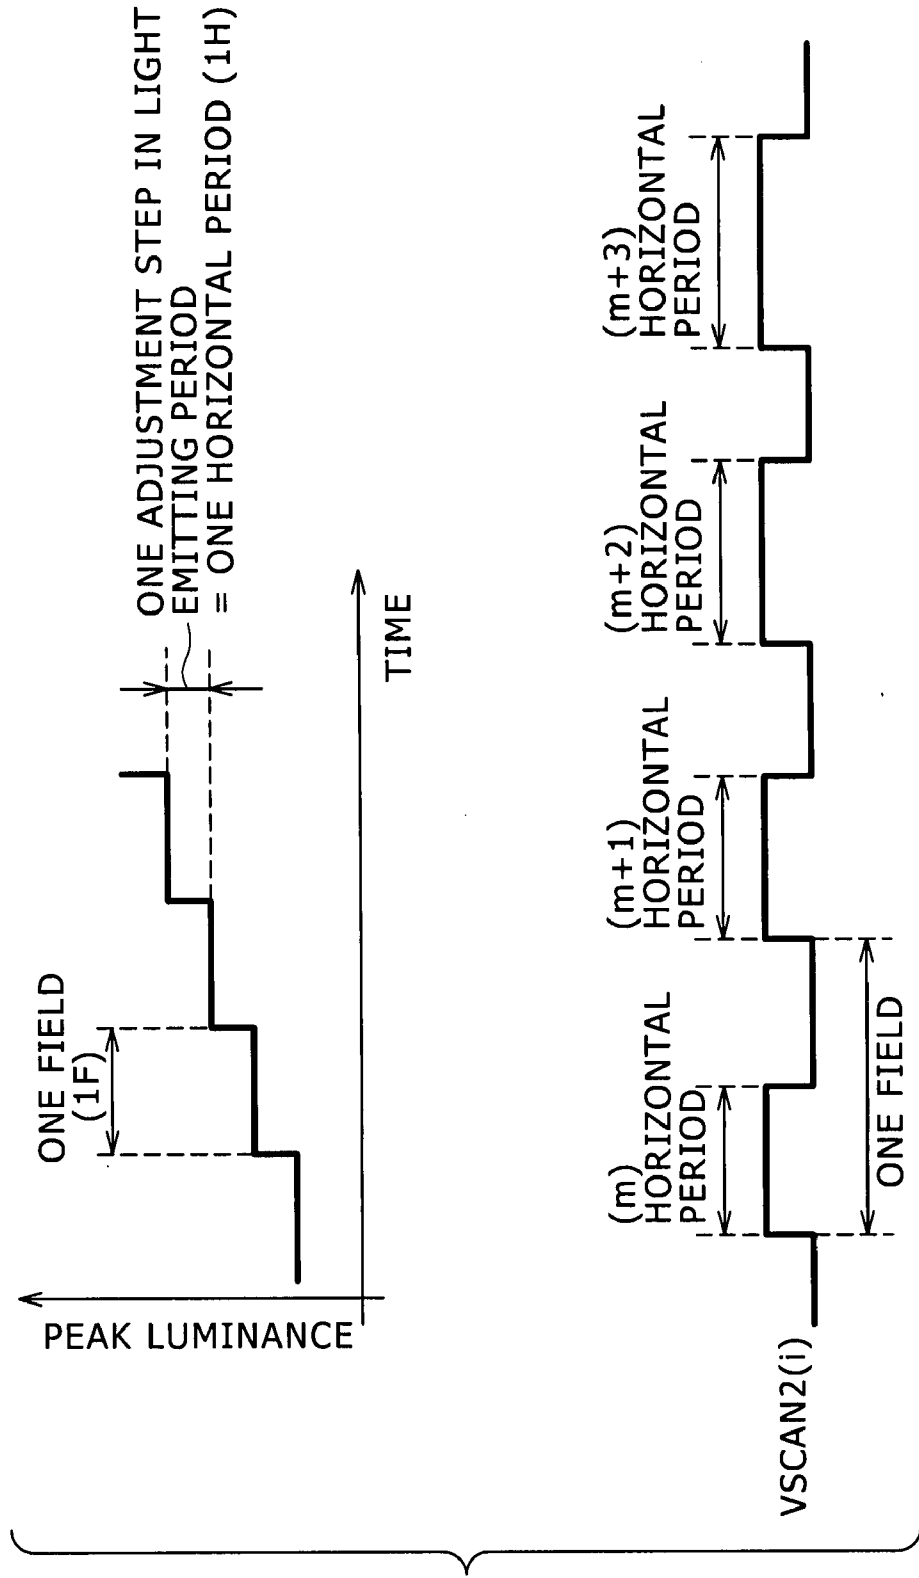 ONE ADJUSTMENT STEP IN LIGHT
EMITTING PERIOD
= ONE HORIZONTAL PERIOD (1H)
ONE FIELD
(1F)
PEAK LUMINANCE
TIME
(m)
HORIZONTAL
PERIOD
(m+1)
HORIZONTAL
PERIOD
(m+2)
HORIZONTAL
PERIOD
(m+3)
HORIZONTAL
PERIOD
VSCAN2(i)
ONE FIELD